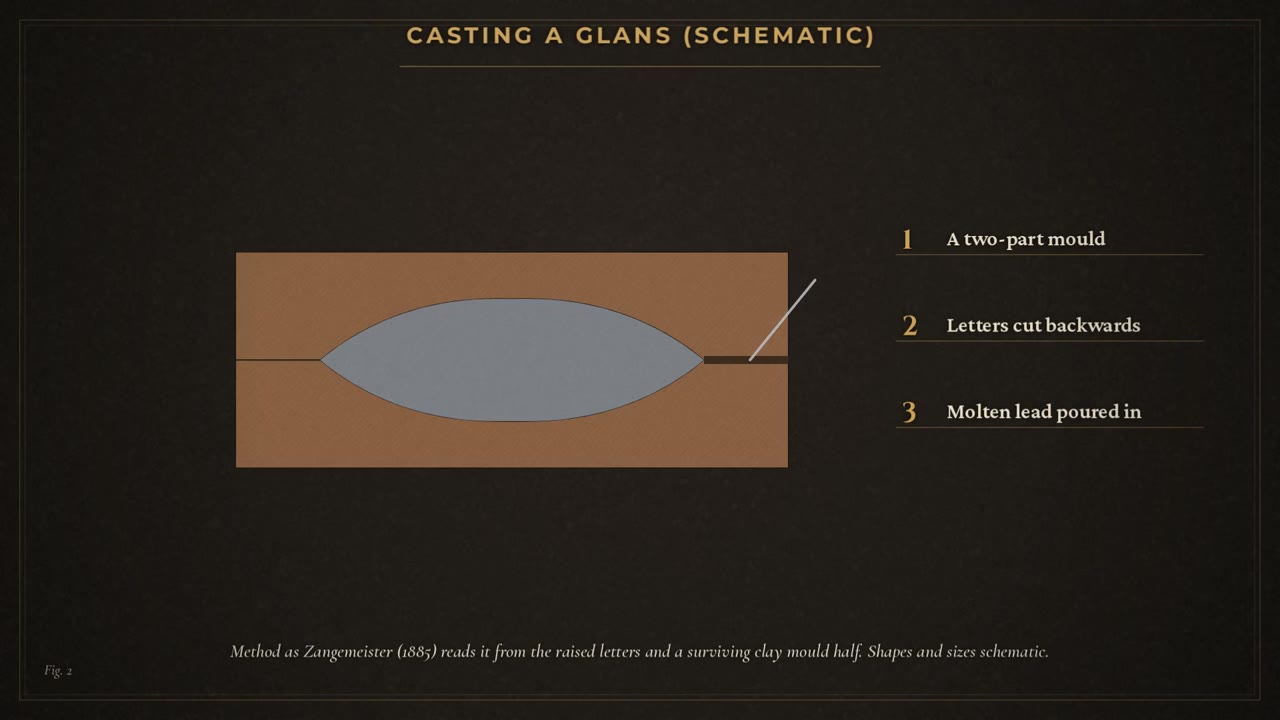 CASTING A GLANS (SCHEMATIC)
1 A two-part mould
2 Letters cut backwards
3 Molten lead poured in
Method as Zangemeister (1885) reads it from the raised letters and a surviving clay mould half. Shapes and sizes schematic.
Fig. 2